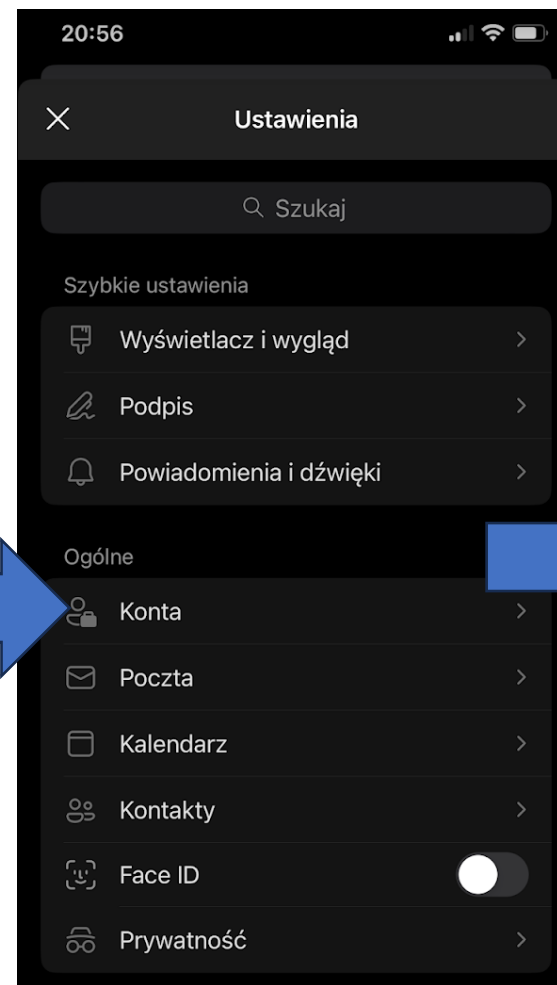 20:56
Ustawienia
Szukaj
Szybkie ustawienia
Wyświetlacz i wygląd
Podpis
Powiadomienia i dźwięki
Ogólne
Konta
Poczta
Kalendarz
Kontakty
Face ID
Prywatność